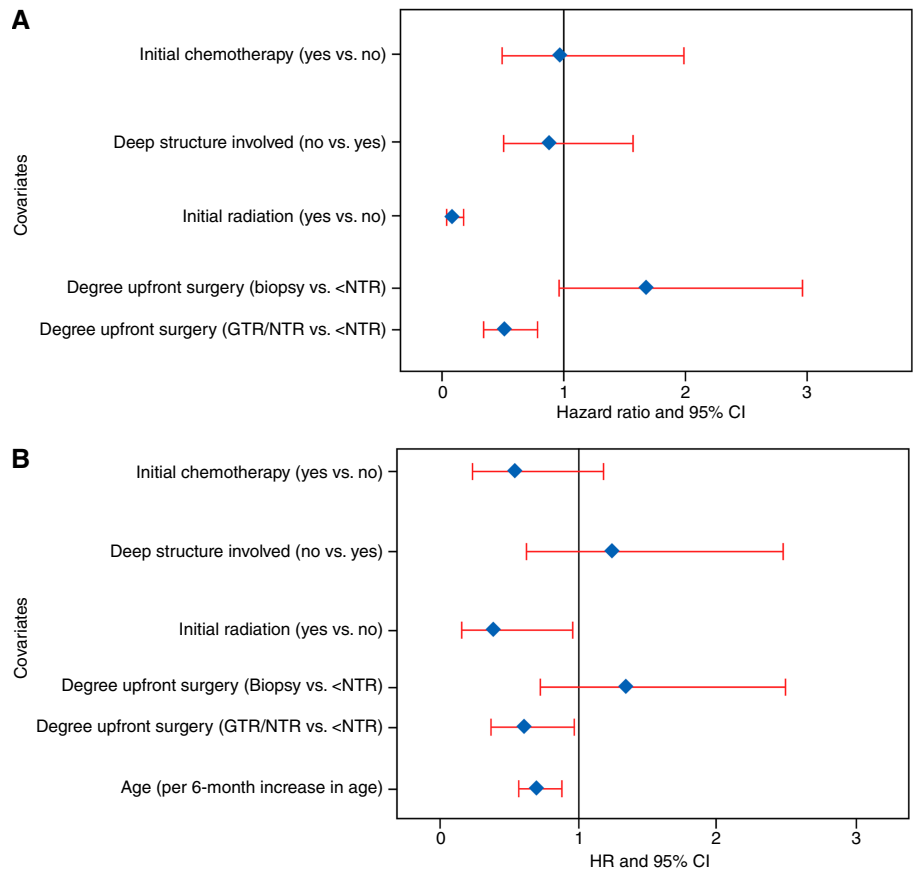 A
Covariates
Initial chemotherapy (yes vs. no)
Deep structure involved (no vs. yes)
Initial radiation (yes vs. no)
Degree upfront surgery (biopsy vs. <NTR)
Degree upfront surgery (GTR/NTR vs. <NTR)
0 1 2 3
Hazard ratio and 95% CI
B
Covariates
Initial chemotherapy (yes vs. no)
Deep structure involved (no vs. yes)
Initial radiation (yes vs. no)
Degree upfront surgery (Biopsy vs. <NTR)
Degree upfront surgery (GTR/NTR vs. <NTR)
Age (per 6-month increase in age)
0 1 2 3
HR and 95% CI